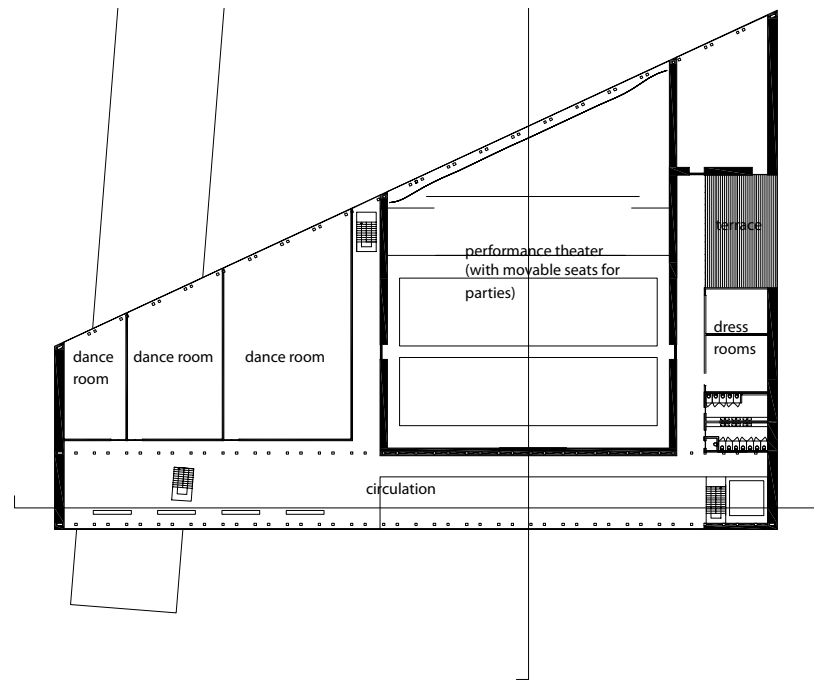 terrace
performance theater
(with movable seats for
parties)
dress
rooms
dance
room
dance room
dance room
circulation